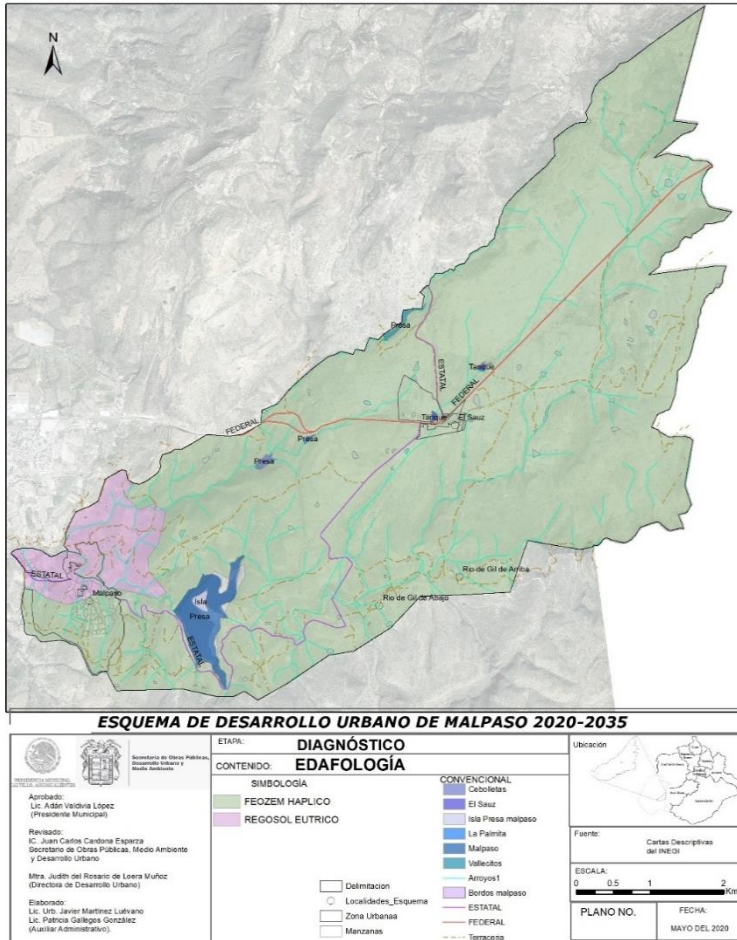 N
Presa
ESTATAL
Tanque
FEDERAL
Tanque
El Sauz
FEDERAL
Presa
Presa
ESTATAL
Malpaso
Isla
Presa
ESTATAL
Rio de Gil de Arriba
Rio de Gil de Abajo
ESQUEMA DE DESARROLLO URBANO DE MALPASO 2020-2035
Secretaria de Obras Públicas,
Desarrollo Urbano y
Medio Ambiente
Aprobado:
Lic. Adán Valdivia López
(Presidente Municipal)
Revisado:
IC. Juan Carlos Cardona Esparza
Secretario de Obras Públicas, Medio Ambiente
y Desarrollo Urbano
Mtra. Judith del Rosario de Loera Muñoz
(Directora de Desarrollo Urbano)
Elaborado:
Lic. Urb. Javier Martínez Luévano
Lic. Patricia Gallegos González
(Auxiliar Administrativo).
ETAPA: DIAGNÓSTICO
CONTENIDO: EDAFOLOGÍA
SIMBOLOGÍA
FEOZEM HAPLICO
REGOSOL EUTRICO
Delimitacion
Localidades_Esquema
Zona Urbanaa
Manzanas
CONVENCIONAL
Cebolletas
El Sauz
Isla Presa malpaso
La Palmita
Malpaso
Vallecitos
Arroyos1
Bordos malpaso
ESTATAL
FEDERAL
Terraceria
Ubicación
Fuente:
Cartas Descriptivas
del INEGI
ESCALA:
0 0.5 1 2
Km
PLANO NO.
FECHA:
MAYO DEL 2020